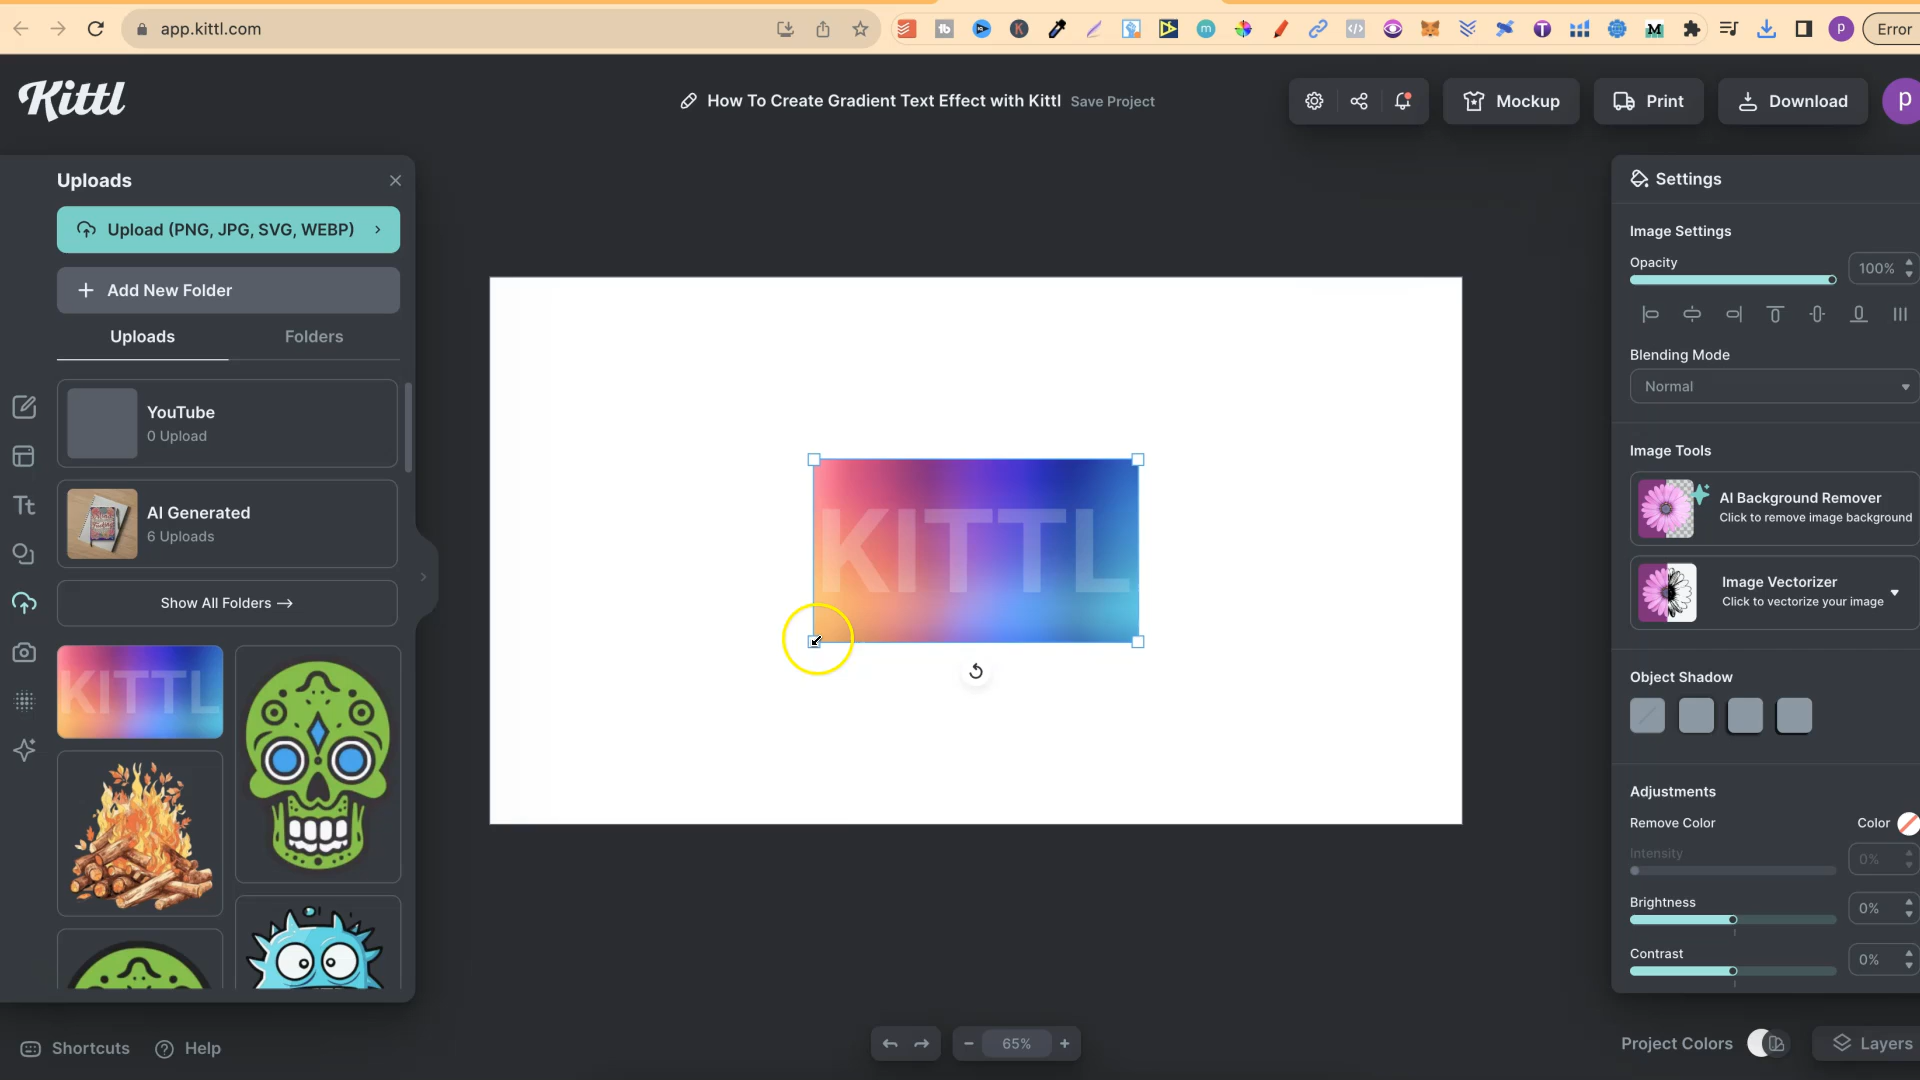 app.kittl.com
Error
Kittl
How To Create Gradient Text Effect with Kittl Save Project
Mockup
Print
Download
p
Uploads
Upload (PNG, JPG, SVG, WEBP)
Add New Folder
Uploads Folders
YouTube
0 Upload
AI Generated
6 Uploads
Show All Folders →
KITTL
Tt
KITTL
Settings
Image Settings
Opacity
100%
Blending Mode
Normal
Image Tools
AI Background Remover
Click to remove image background
Image Vectorizer
Click to vectorize your image
Object Shadow
Adjustments
Remove Color Color
Intensity
0%
Brightness
0%
Contrast
0%
Shortcuts Help
65%
Project Colors
Layers